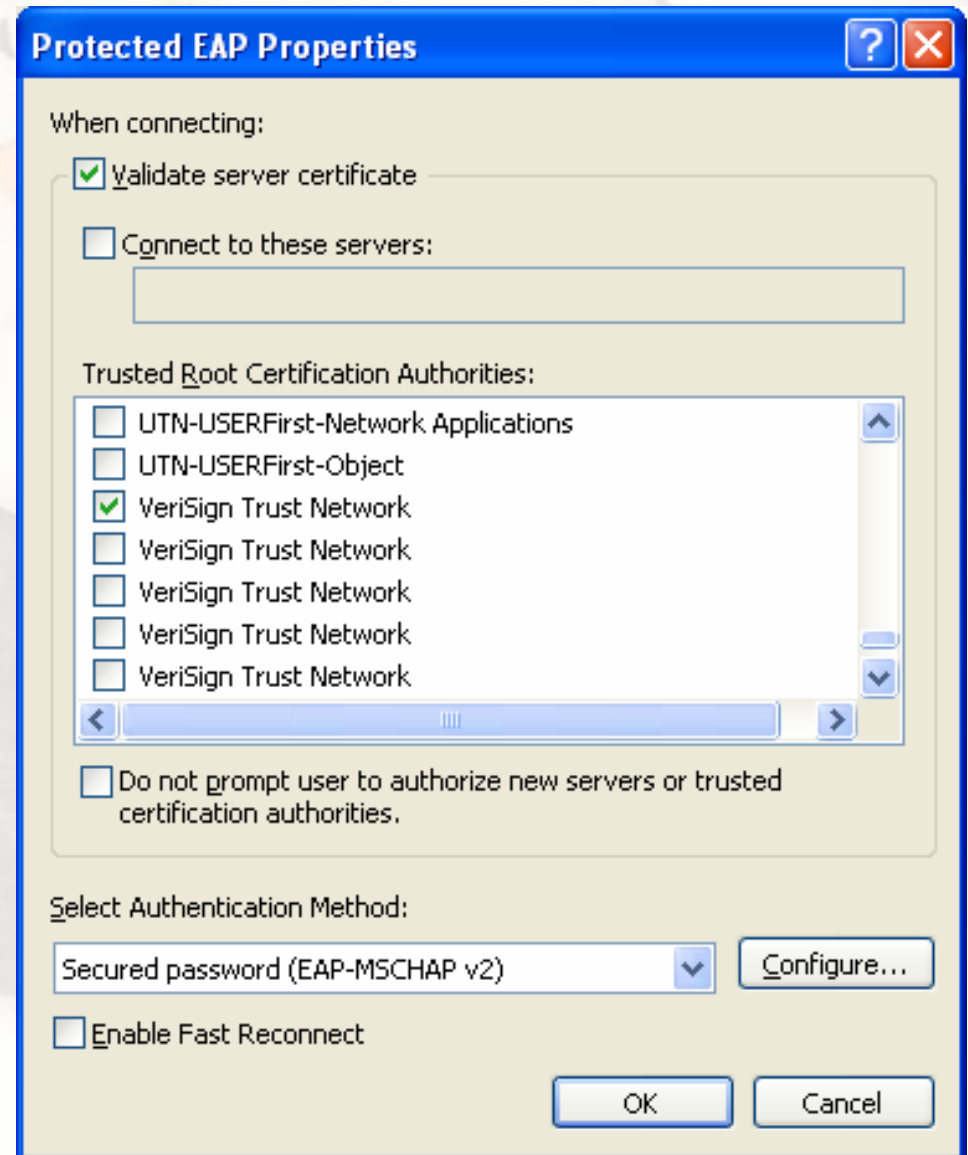 Protected EAP Properties
When connecting:
Validate server certificate
Connect to these servers:
Trusted Root Certification Authorities:
UTN-USERFirst-Network Applications
UTN-USERFirst-Object
VeriSign Trust Network
VeriSign Trust Network
VeriSign Trust Network
VeriSign Trust Network
VeriSign Trust Network
Do not prompt user to authorize new servers or trusted
certification authorities.
Select Authentication Method:
Secured password (EAP-MSCHAP v2)
Configure...
Enable Fast Reconnect
OK
Cancel